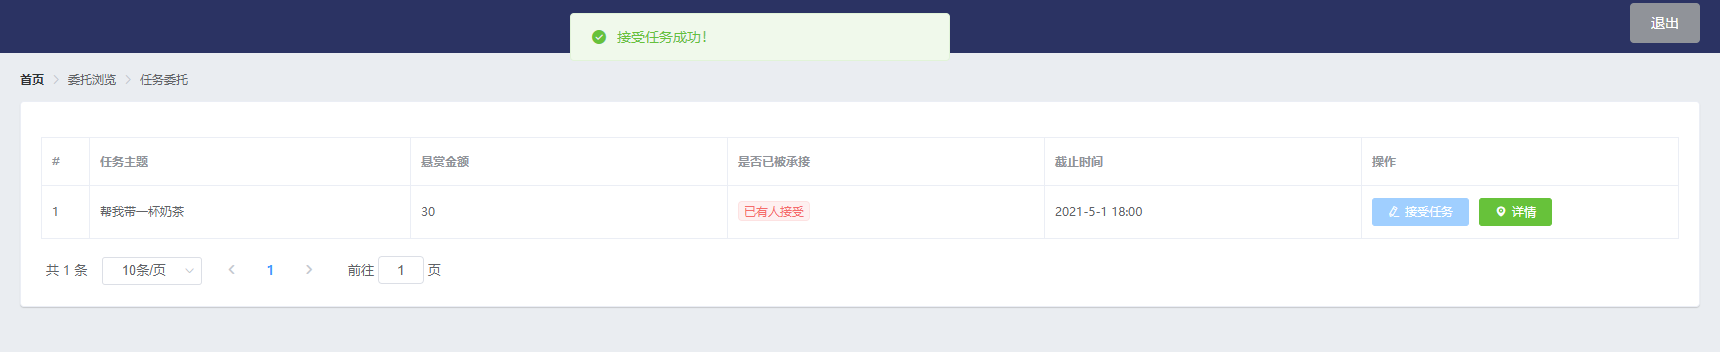 退出
接受任务成功！
首页 > 委托浏览 > 任务委托
# 任务主题 悬赏金额 是否已被承接 截止时间 操作
1 帮我带一杯奶茶 30 已有人接受 2021-5-1 18:00 接受任务 详情
共 1 条 10条/页 < 1 > 前往 1 页